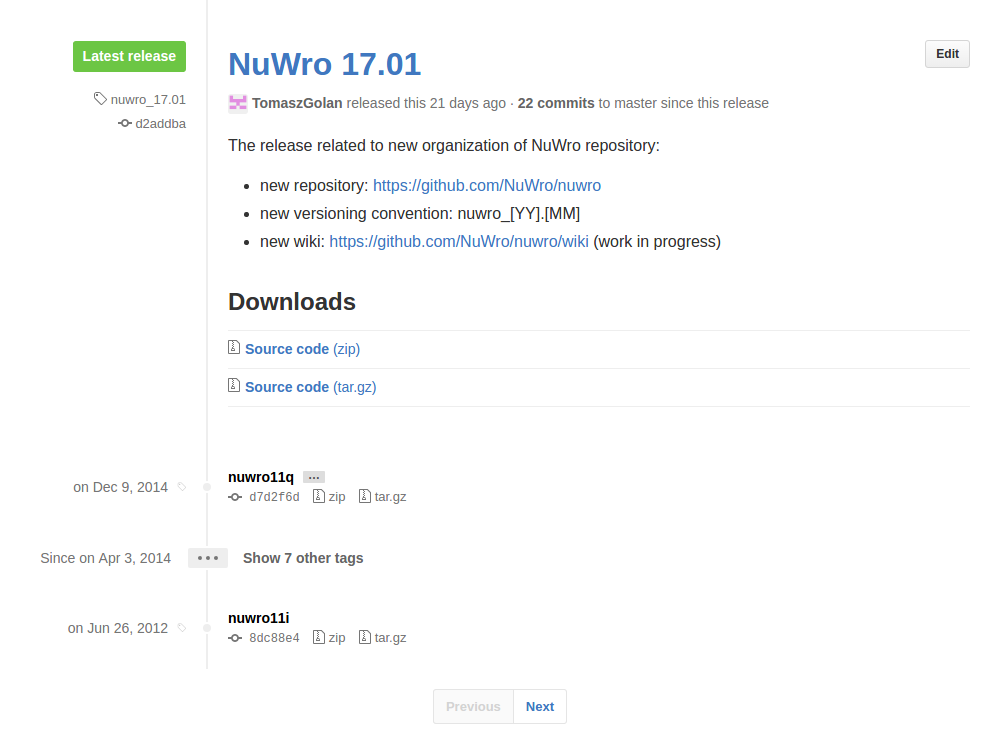 Latest release
NuWro 17.01
Edit
nuwro_17.01
d2addba
TomaszGolan released this 21 days ago · 22 commits to master since this release
The release related to new organization of NuWro repository:
• new repository: https://github.com/NuWro/nuwro
• new versioning convention: nuwro_[YY].[MM]
• new wiki: https://github.com/NuWro/nuwro/wiki (work in progress)
Downloads
Source code (zip)
Source code (tar.gz)
on Dec 9, 2014
nuwro11q ...
d7d2f6d zip tar.gz
Since on Apr 3, 2014 ... Show 7 other tags
on Jun 26, 2012
nuwro11i
8dc88e4 zip tar.gz
Previous Next